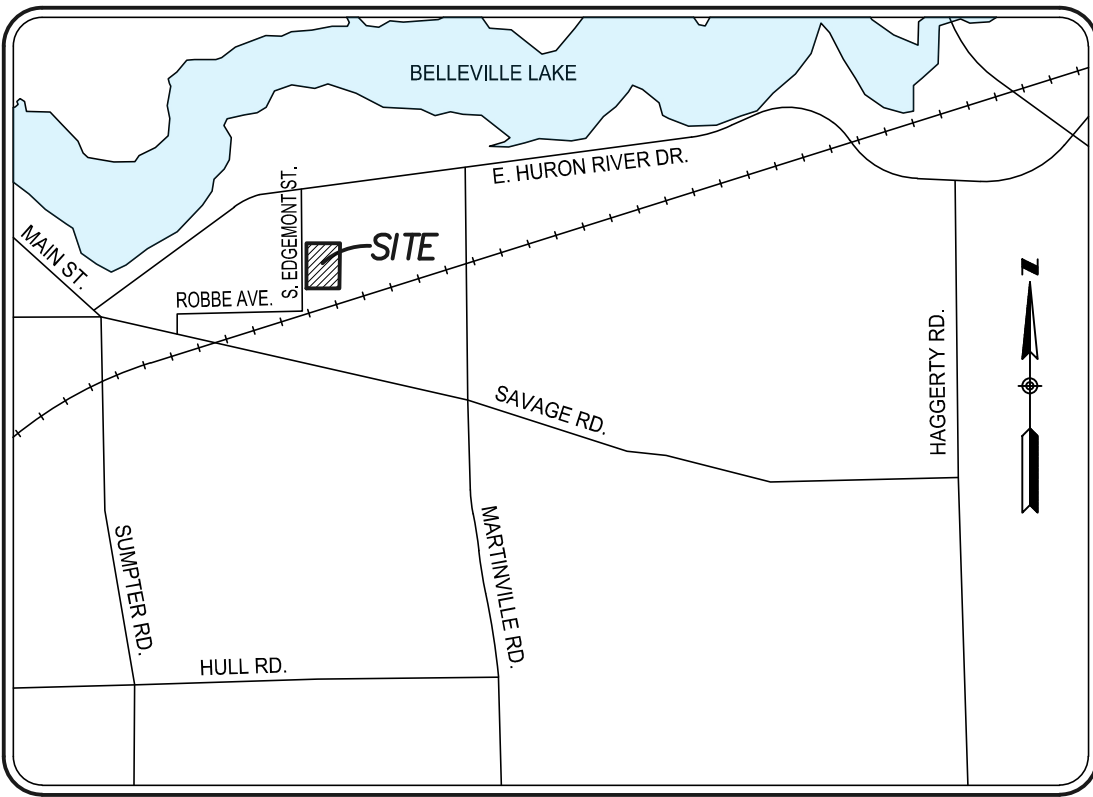 BELLEVILLE LAKE
E. HURON RIVER DR.
S. EDGEMONT ST.
MAIN ST.
SITE
ROBBE AVE.
N
HAGGERTY RD.
SAVAGE RD.
SUMPTER RD.
MARTINVILLE RD.
HULL RD.